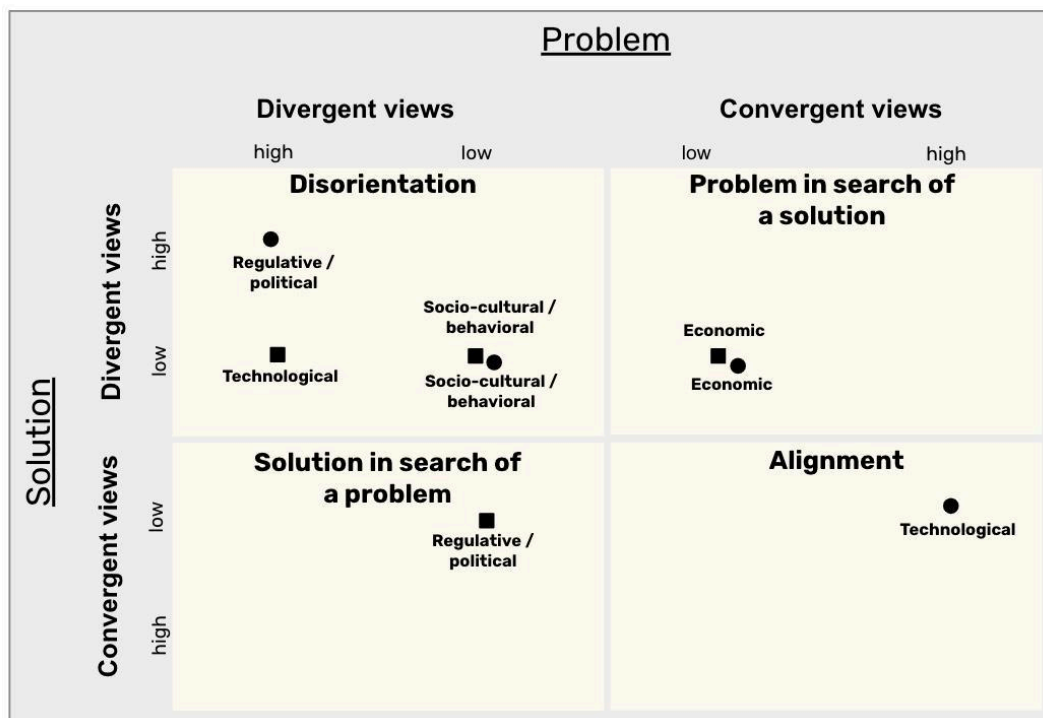 Problem
Divergent views
Convergent views
high
low
low
high
Solution
Divergent views
high
low
Convergent views
low
high
Disorientation
Regulative /
political
Technological
Socio-cultural /
behavioral
Socio-cultural /
behavioral
Problem in search of
a solution
Economic
Economic
Solution in search of
a problem
Regulative /
political
Alignment
Technological